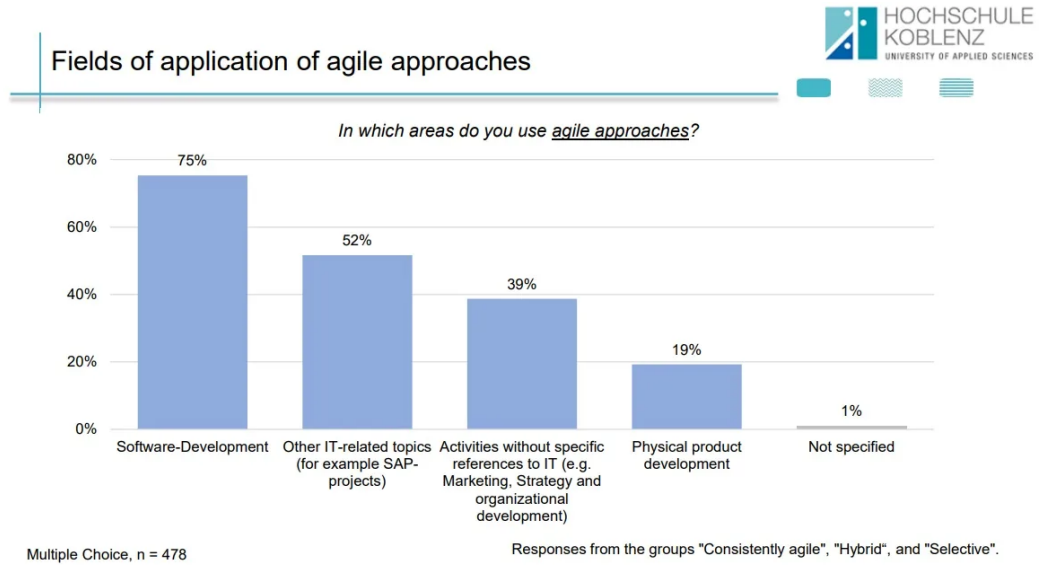 HOCHSCHULE
KOBLENZ
UNIVERSITY OF APPLIED SCIENCES
Fields of application of agile approaches
In which areas do you use agile approaches?
80%
60%
40%
20%
0%
75%
52%
39%
19%
1%
Software-Development
Other IT-related topics
(for example SAP-
projects)
Activities without specific
references to IT (e.g.
Marketing, Strategy and
organizational
development)
Physical product
development
Not specified
Multiple Choice, n = 478
Responses from the groups "Consistently agile", "Hybrid“, and "Selective".